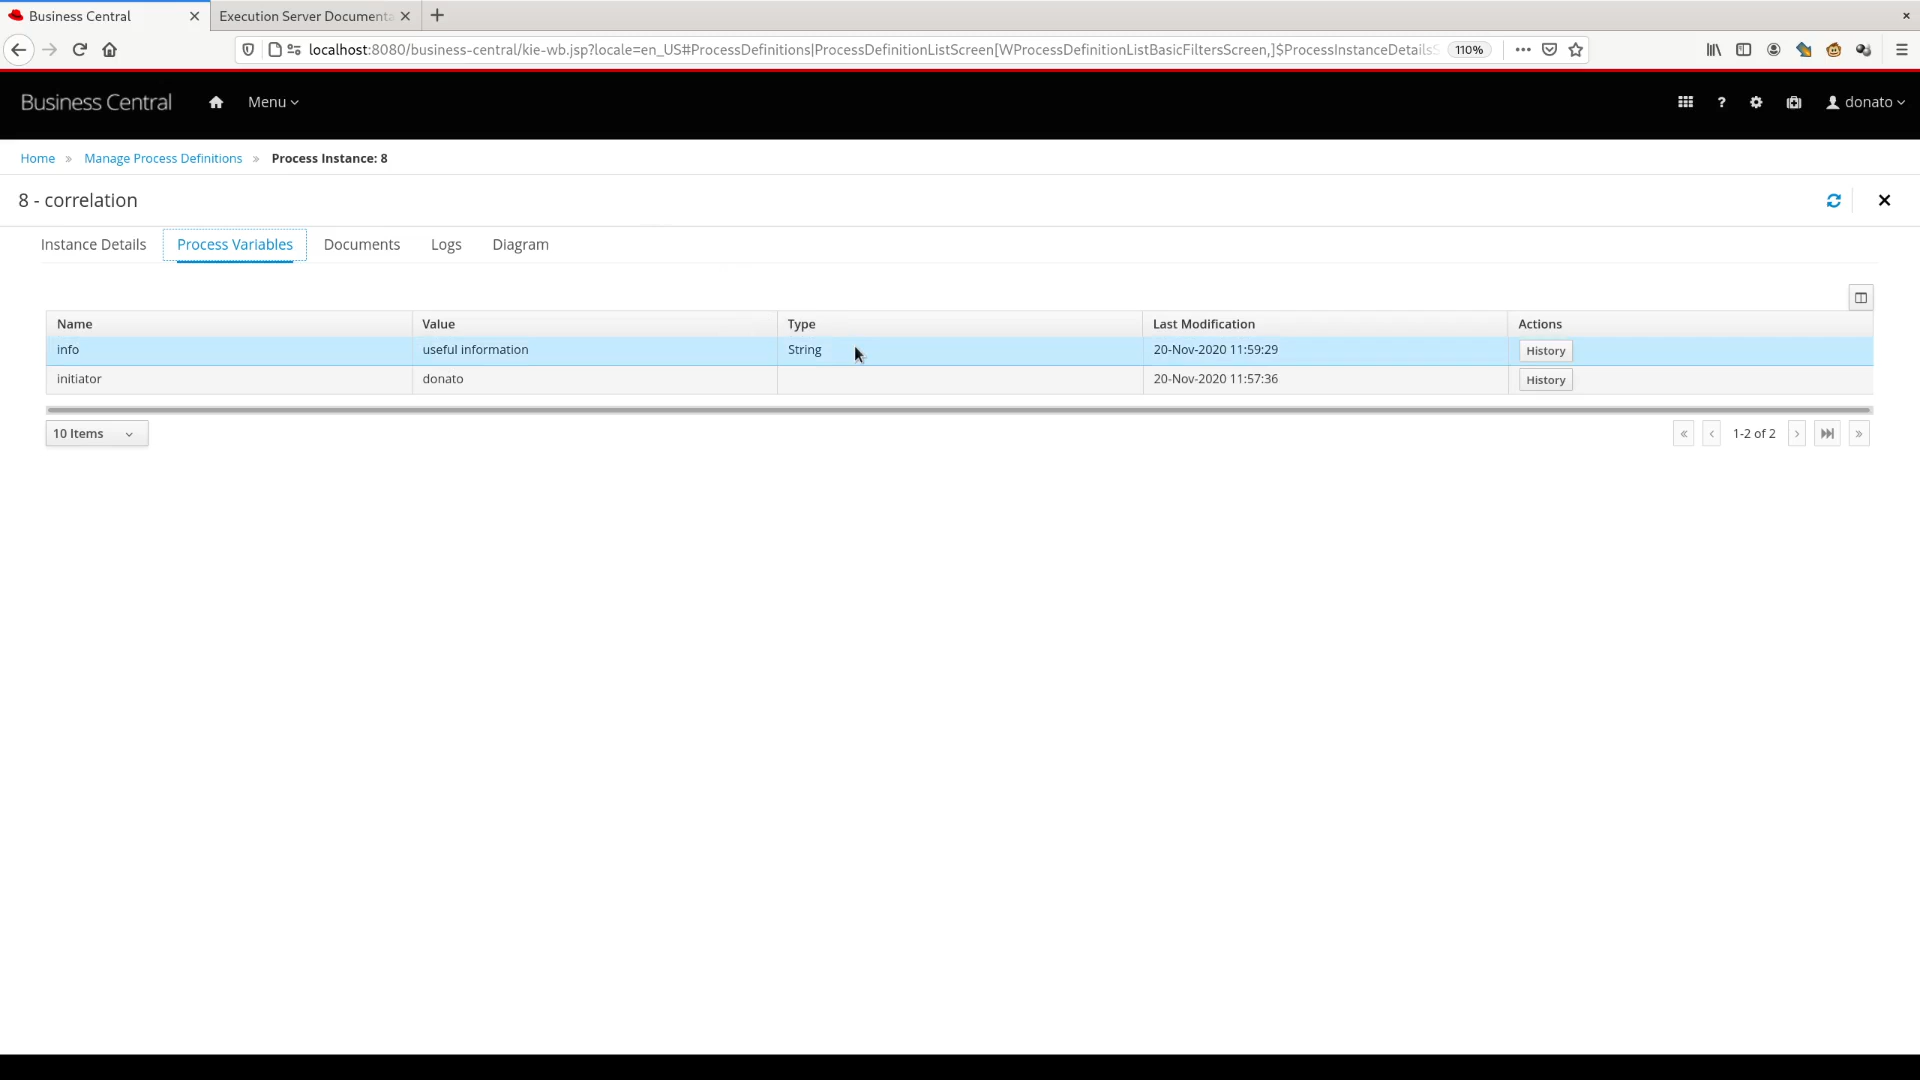 Business Central
Execution Server Documenta
localhost:8080/business-central/kie-wb.jsp?locale=en_US#ProcessDefinitions|ProcessDefinitionListScreen[WProcessDefinitionListBasicFiltersScreen,]$ProcessInstanceDetailsS
110%
Business Central
Menu
?
donato
Home » Manage Process Definitions » Process Instance: 8
8 - correlation
Instance Details Process Variables Documents Logs Diagram
Name Value Type Last Modification Actions
info useful information String 20-Nov-2020 11:59:29 History
initiator donato 20-Nov-2020 11:57:36 History
10 Items
« ‹ 1-2 of 2 › »